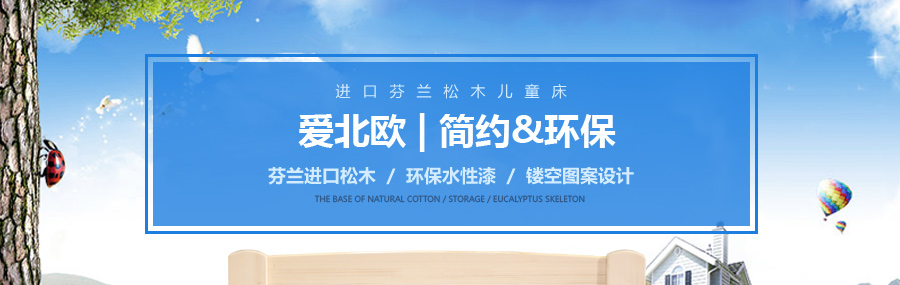 进口芬兰松木儿童床
爱北欧 | 简约&环保
芬兰进口松木 / 环保水性漆 / 镂空图案设计
THE BASE OF NATURAL COTTON / STORAGE / EUCALYPTUS SKELETON